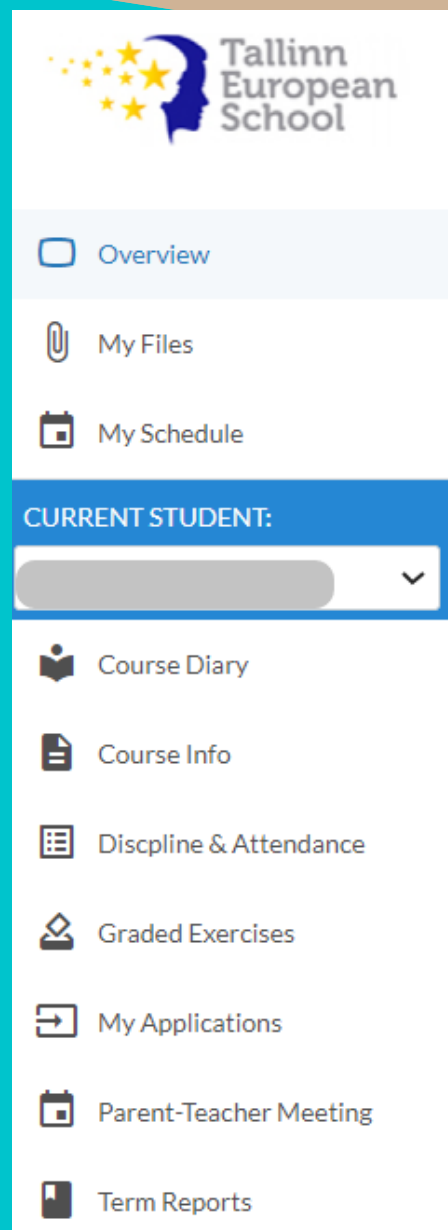 Tallinn
European
School
Overview
My Files
My Schedule
CURRENT STUDENT:
Course Diary
Course Info
Discpline & Attendance
Graded Exercises
My Applications
Parent-Teacher Meeting
Term Reports